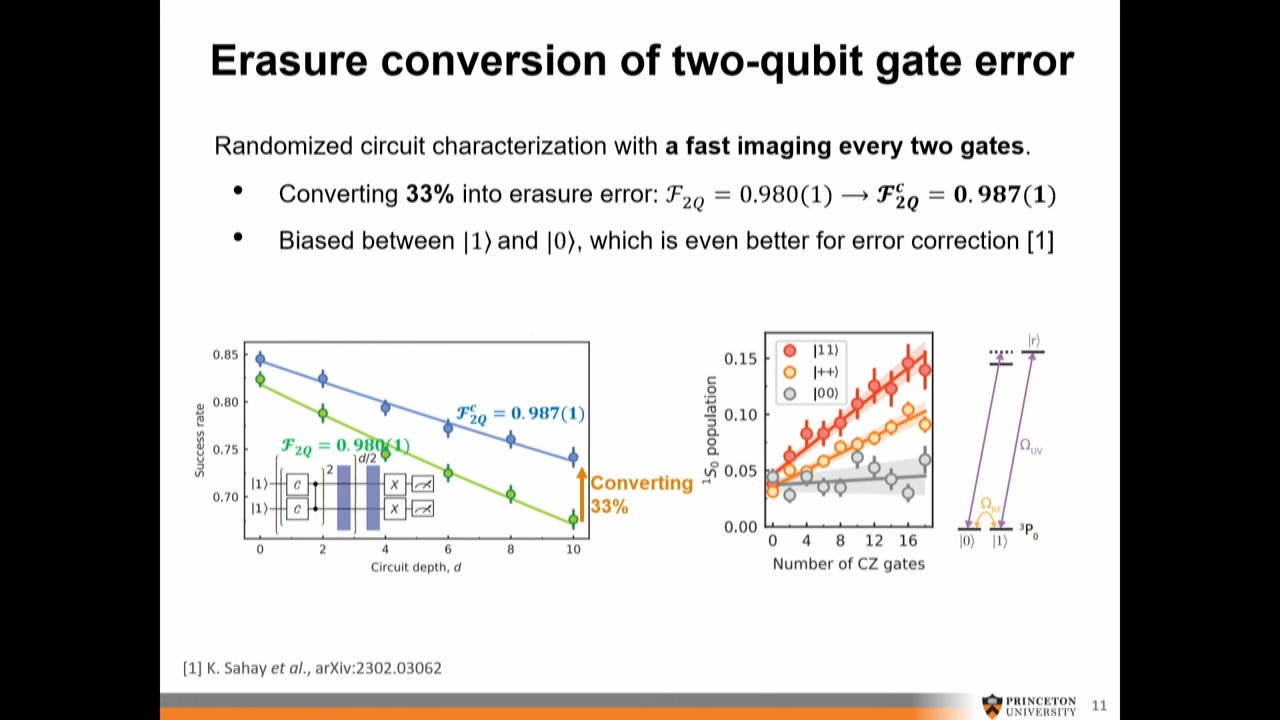 Erasure conversion of two-qubit gate error
Randomized circuit characterization with a fast imaging every two gates.
• Converting 33% into erasure error: ℱ₂Q = 0.980(1) → ℱᶜ₂Q = 0.987(1)
• Biased between |1⟩ and |0⟩, which is even better for error correction [1]
0.85
0.80
0.75
0.70
Success rate
ℱᶜ₂Q = 0.987(1)
ℱ₂Q = 0.980(1)
2
d/2
|1⟩ C X
|1⟩ C X
0 2 4 6 8 10
Circuit depth, d
Converting
33%
0.15
0.10
0.05
0.00
¹S₀ population
|11⟩
|++⟩
|00⟩
0 4 8 12 16
Number of CZ gates
|r⟩
Ω_UV
Ω_RF
³P₀
|0⟩ |1⟩
[1] K. Sahay et al., arXiv:2302.03062
PRINCETON
UNIVERSITY
11